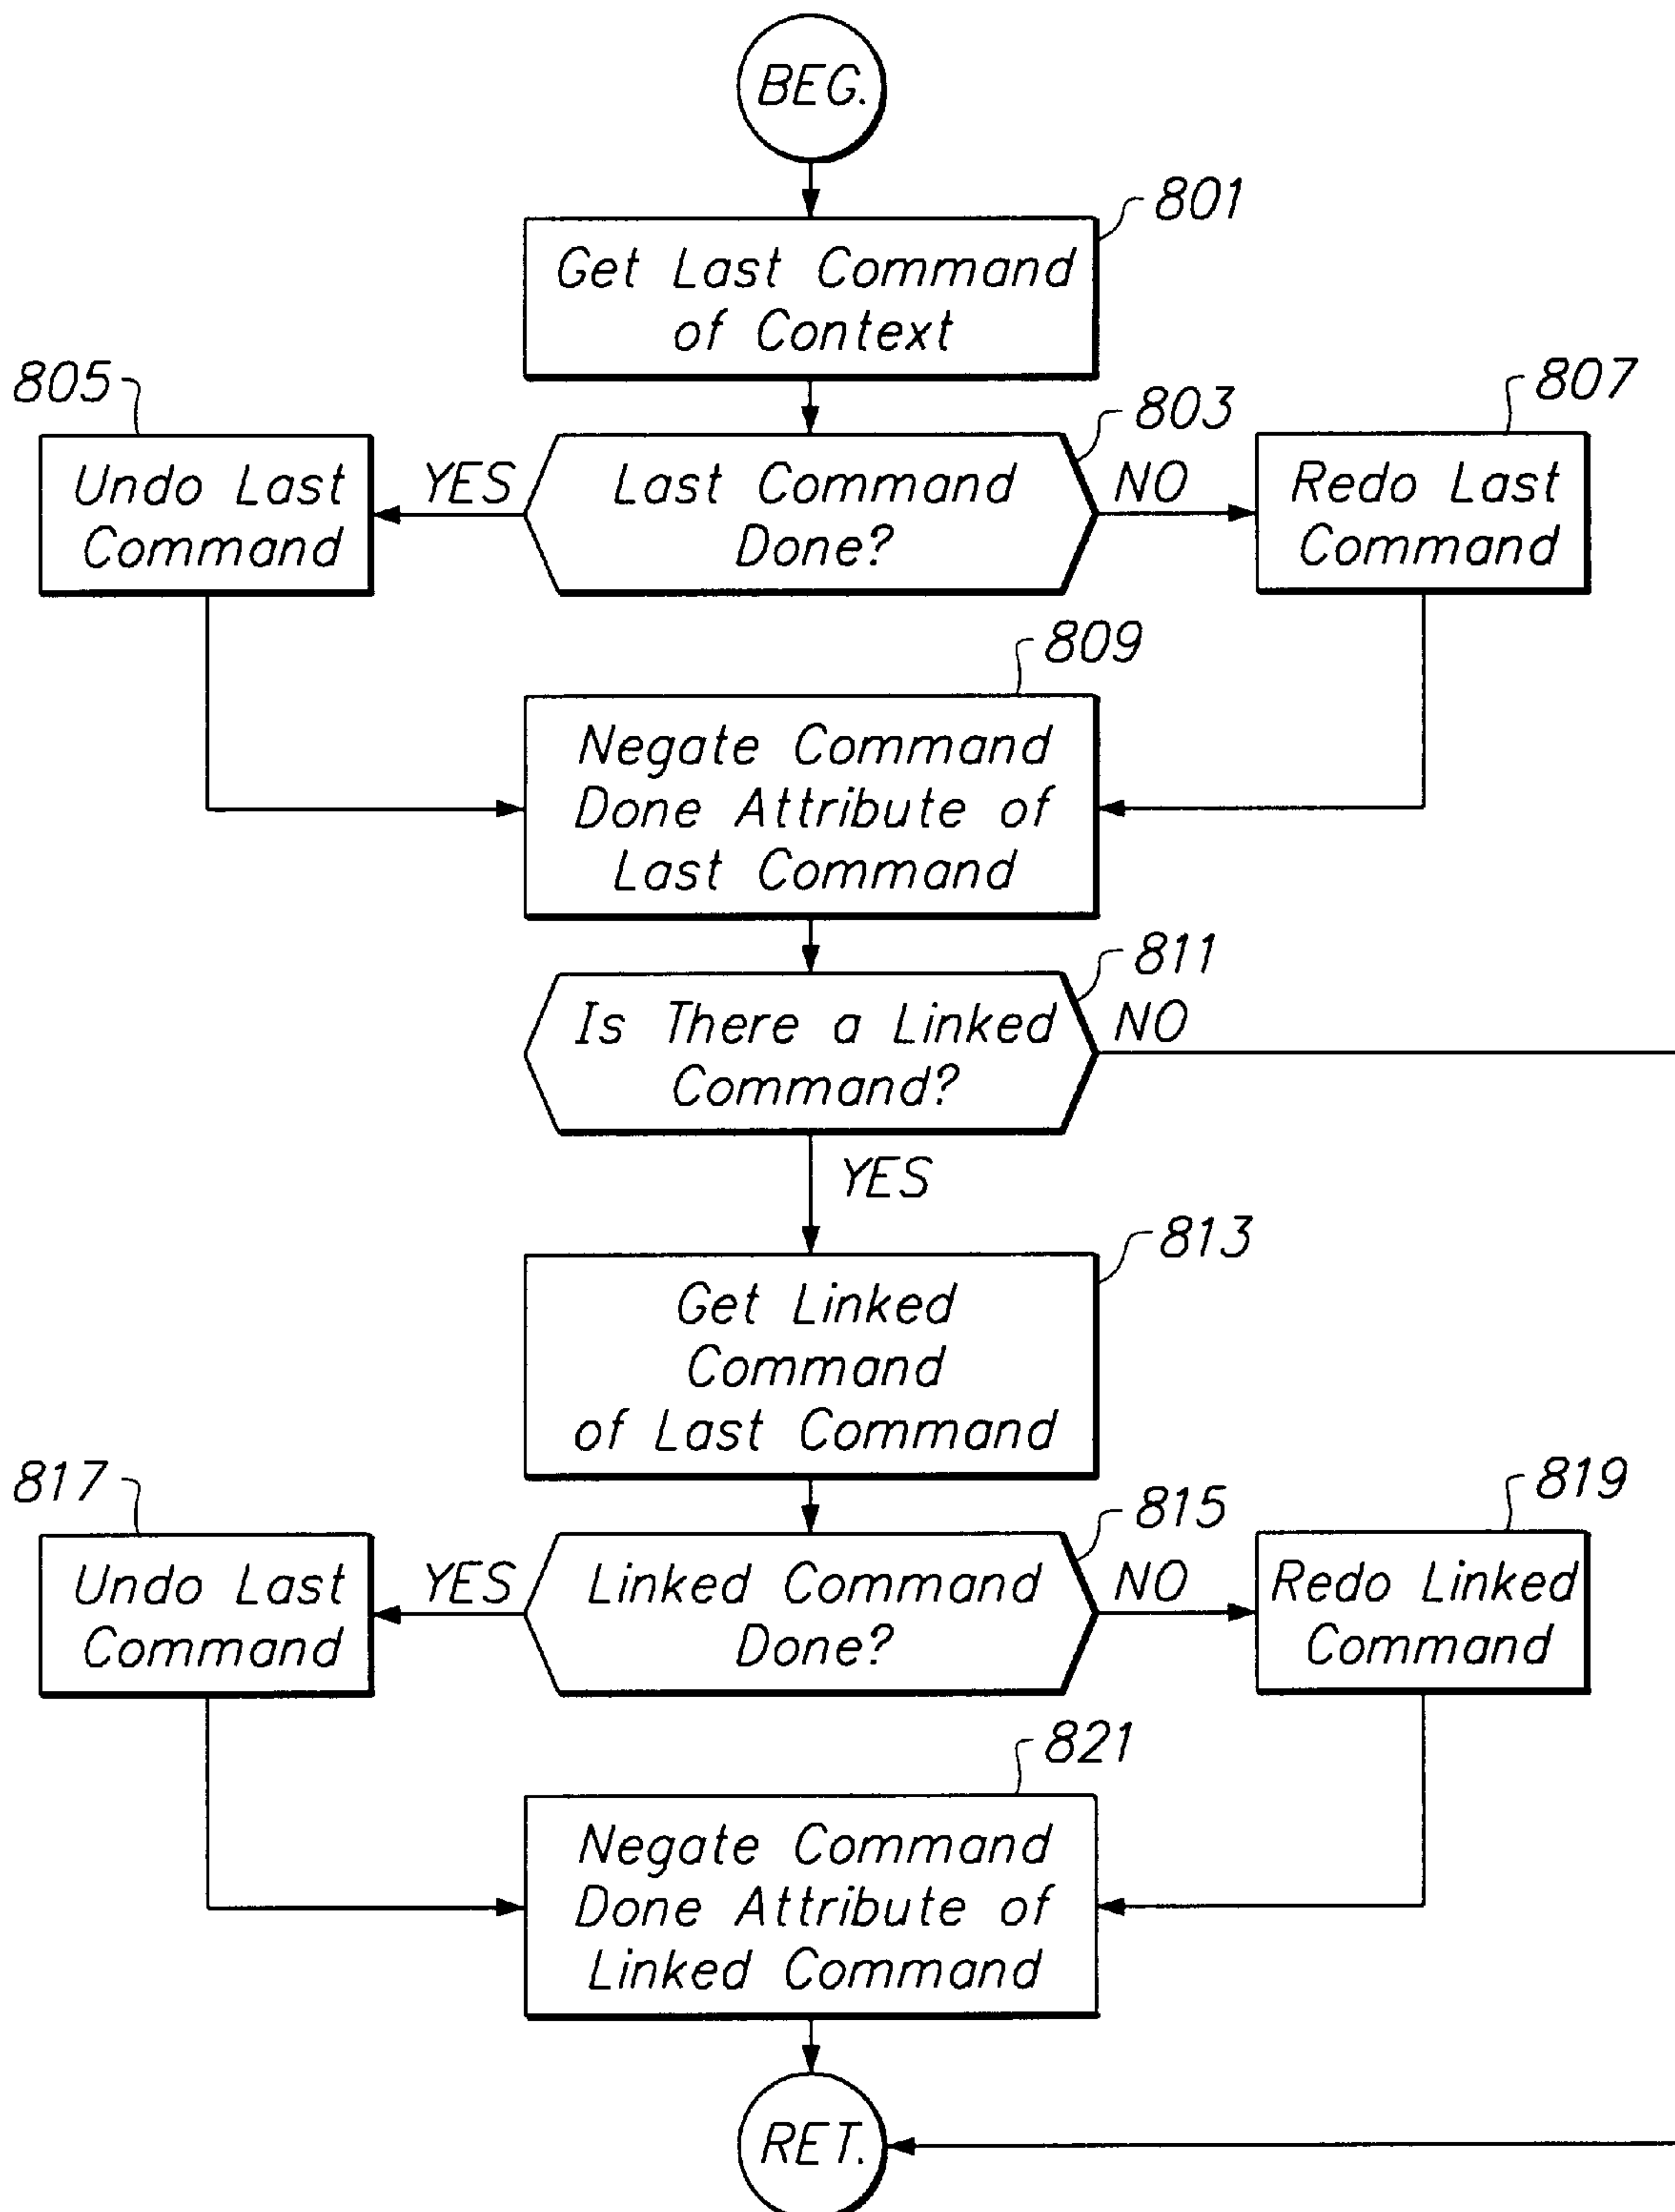 BEG.
801
Get Last Command
of Context
805
803
807
Undo Last
Command
YES
Last Command
Done?
NO
Redo Last
Command
809
Negate Command
Done Attribute of
Last Command
811
Is There a Linked
Command?
NO
YES
813
Get Linked
Command
of Last Command
817
815
819
Undo Last
Command
YES
Linked Command
Done?
NO
Redo Linked
Command
821
Negate Command
Done Attribute of
Linked Command
RET.